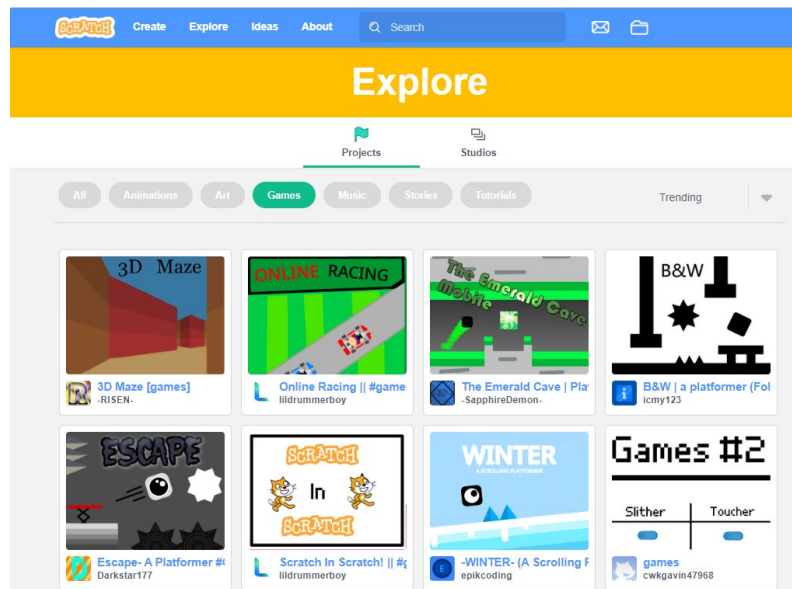 SCRATCH Create Explore Ideas About Search
Explore
Projects Studios
All Animations Art Games Music Stories Tutorials Trending
3D Maze
ONLINE RACING
The Emerald Cave
Mobile
B&W
3D Maze [games]
-RISEN-
Online Racing || #game
lildrummerboy
The Emerald Cave | Pla
-SapphireDemon-
B&W | a platformer (Fol
icmy123
ESCAPE
SCRATCH
In
SCRATCH
WINTER
A SCROLLING PLATFORMER
Games #2
Slither Toucher
Escape- A Platformer #
Darkstar177
Scratch In Scratch! || #g
lildrummerboy
-WINTER- (A Scrolling P
epikcoding
games
cwkgavin47968